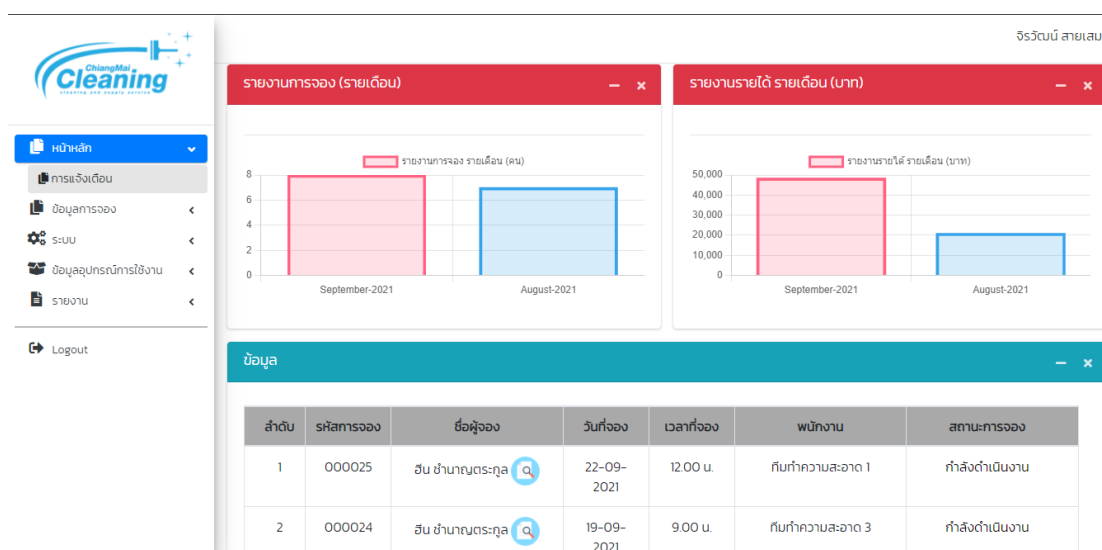 จิรวัฒน์ สายเสม
ChiangMai
Cleaning
cleaning and supply service
หน้าหลัก
การแจ้งเตือน
ข้อมูลการจอง
ระบบ
ข้อมูลอุปกรณ์การใช้งาน
รายงาน
Logout
รายงานการจอง (รายเดือน)
รายงานการจอง รายเดือน (คน)
8
6
4
2
0
September-2021 August-2021
รายงานรายได้ รายเดือน (บาท)
รายงานรายได้ รายเดือน (บาท)
50,000
40,000
30,000
20,000
10,000
0
September-2021 August-2021
ข้อมูล
ลำดับ รหัสการจอง ชื่อผู้จอง วันที่จอง เวลาที่จอง พนักงาน สถานะการจอง
1 000025 ฮีน ชำนาญตระกูล 22-09- 12.00 น. ทีมทำความสะอาด 1 กำลังดำเนินงาน
2021
2 000024 ฮีน ชำนาญตระกูล 19-09- 9.00 น. ทีมทำความสะอาด 3 กำลังดำเนินงาน
2021